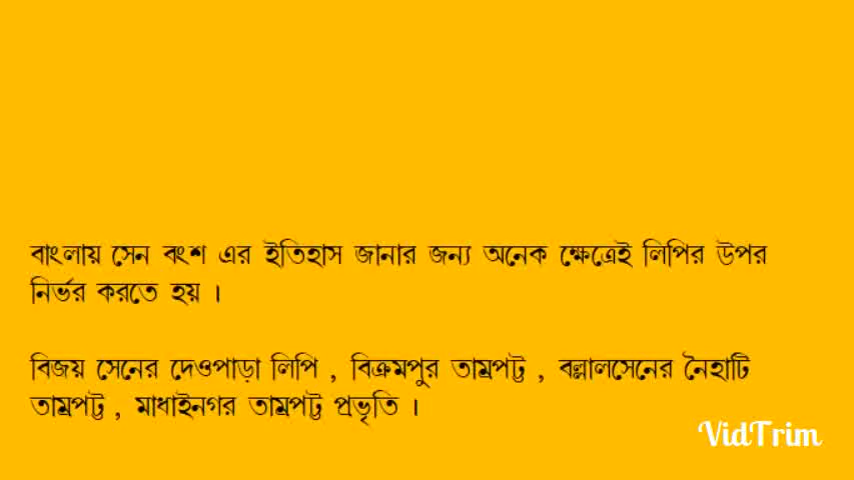 বাংলায় সেন বংশ এর ইতিহাস জানার জন্য অনেক ক্ষেত্রেই লিপির উপর
নির্ভর করতে হয় ।
বিজয় সেনের দেওপাড়া লিপি , বিক্রমপুর তাম্রপট্ট , বল্লালসেনের নৈহাটি
তাম্রপট্ট , মাধাইনগর তাম্রপট্ট প্রভৃতি ।
VidTrim